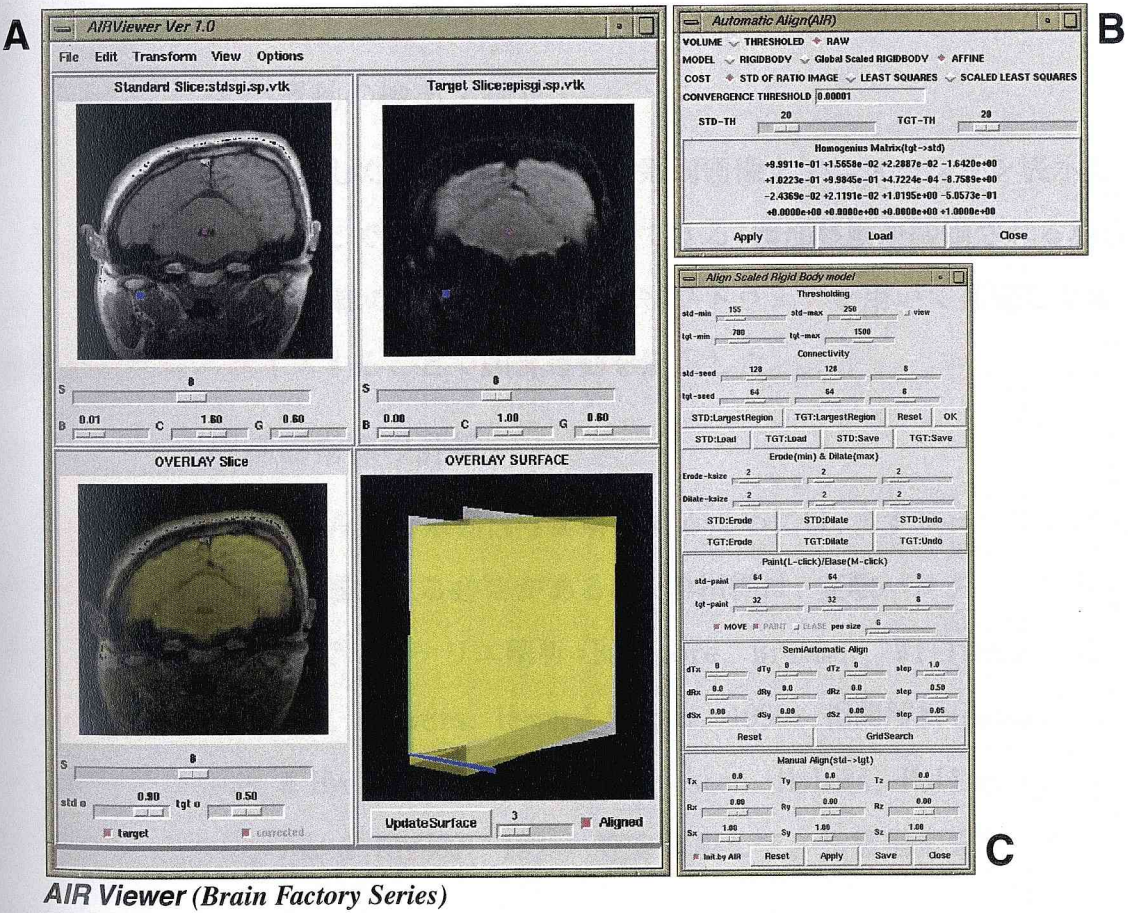 A
AIRViewer Ver 1.0
File Edit Transform View Options
Standard Slice:stdsgi.sp.vtk
Target Slice:episgi.sp.vtk
S 8
S 8
B 0.01 C 1.60 G 0.60
B 0.00 C 1.00 G 0.60
OVERLAY Slice
OVERLAY SURFACE
S 8
std o 0.90 tgt o 0.50
target corrected
UpdateSurface 3 Aligned
B
Automatic Align(AIR)
VOLUME THRESHOLED RAW
MODEL RIGIDBODY Global Scaled RIGIDBODY AFFINE
COST STD OF RATIO IMAGE LEAST SQUARES SCALED LEAST SQUARES
CONVERGENCE THRESHOLD 0.00001
STD-TH 20 TGT-TH 20
Homogenius Matrix(tgt->std)
+9.9911e-01 +1.5658e-02 +2.2887e-02 -1.6420e+00
+1.0223e-01 +9.9845e-01 +4.7224e-04 -8.7589e+00
-2.4369e-02 +2.1191e-02 +1.0195e+00 -5.0573e-01
+0.0000e+00 +0.0000e+00 +0.0000e+00 +1.0000e+00
Apply Load Close
Align Scaled Rigid Body model
Thresholding
std-min 155 std-max 250 view
tgt-min 700 tgt-max 1500
Connectivity
std-seed 128 128 8
tgt-seed 64 64 6
STD:LargestRegion TGT:LargestRegion Reset OK
STD:Load TGT:Load STD:Save TGT:Save
Erode(min) & Dilate(max)
Erode-ksize 2 2 2
Dilate-ksize 2 2 2
STD:Erode STD:Dilate STD:Undo
TGT:Erode TGT:Dilate TGT:Undo
Paint(L-click)/Elase(M-click)
std-paint 64 64 8
tgt-paint 32 32 6
MOVE PAINT ELASE pen size 6
SemiAutomatic Align
dTx 0 dTy 0 dTz 0 step 1.0
dRx 0.0 dRy 0.0 dRz 0.0 step 0.50
dSx 0.00 dSy 0.00 dSz 0.00 step 0.05
Reset GridSearch
Manual Align(std->tgt)
Tx 0.0 Ty 0.0 Tz 0.0
Rx 0.00 Ry 0.00 Rz 0.00
Sx 1.00 Sy 1.00 Sz 1.00
Init.by AIR Reset Apply Save Close
C
AIR Viewer (Brain Factory Series)